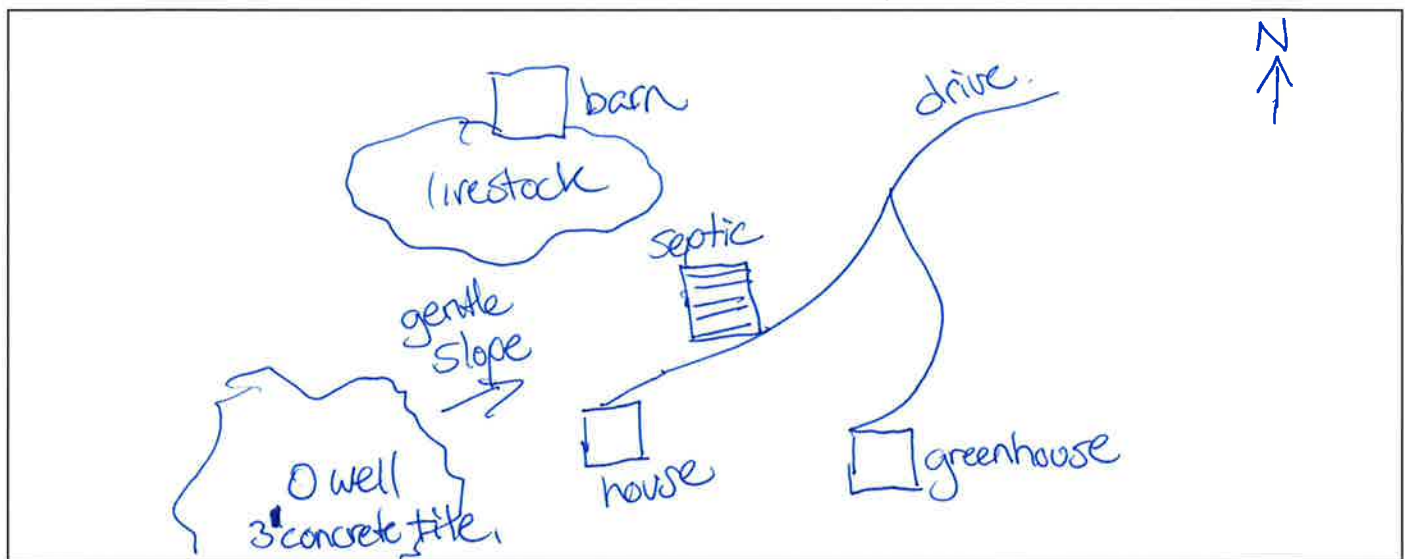 N
drive.
barn
livestock
septic
gentle
slope
house
greenhouse
O well
3' concrete tile.